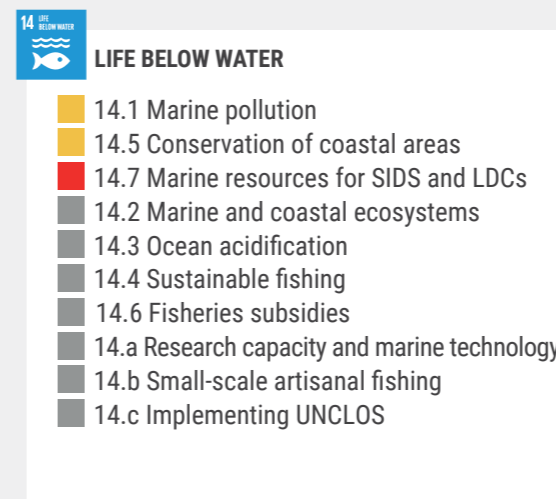 14 LIFE
BELOW WATER
LIFE BELOW WATER
14.1 Marine pollution
14.5 Conservation of coastal areas
14.7 Marine resources for SIDS and LDCs
14.2 Marine and coastal ecosystems
14.3 Ocean acidification
14.4 Sustainable fishing
14.6 Fisheries subsidies
14.a Research capacity and marine technology
14.b Small-scale artisanal fishing
14.c Implementing UNCLOS